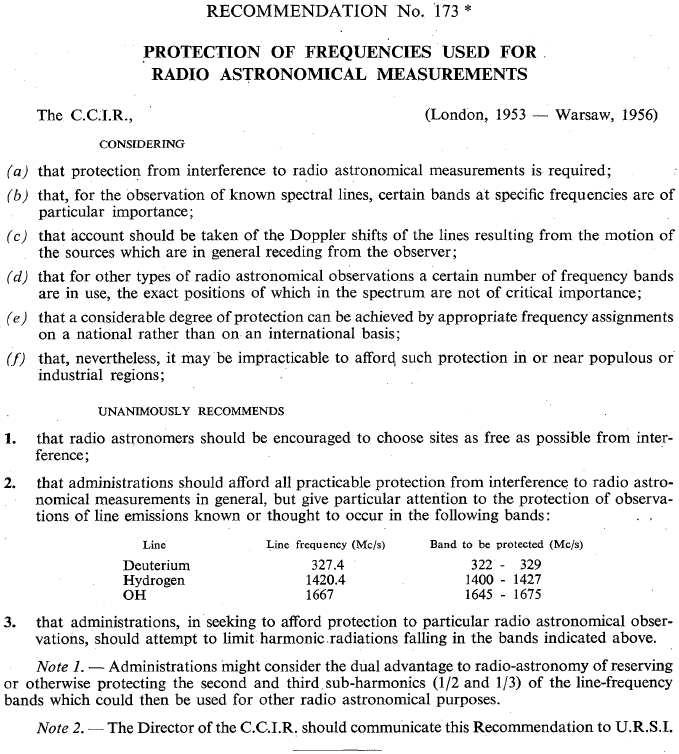 RECOMMENDATION No. 173 *
PROTECTION OF FREQUENCIES USED FOR
RADIO ASTRONOMICAL MEASUREMENTS
The C.C.I.R., (London, 1953 — Warsaw, 1956)
CONSIDERING
(a) that protection from interference to radio astronomical measurements is required;
(b) that, for the observation of known spectral lines, certain bands at specific frequencies are of
particular importance;
(c) that account should be taken of the Doppler shifts of the lines resulting from the motion of
the sources which are in general receding from the observer;
(d) that for other types of radio astronomical observations a certain number of frequency bands
are in use, the exact positions of which in the spectrum are not of critical importance;
(e) that a considerable degree of protection can be achieved by appropriate frequency assignments
on a national rather than on an international basis;
(f) that, nevertheless, it may be impracticable to afford such protection in or near populous or
industrial regions;
UNANIMOUSLY RECOMMENDS
1. that radio astronomers should be encouraged to choose sites as free as possible from inter-
ference;
2. that administrations should afford all practicable protection from interference to radio astro-
nomical measurements in general, but give particular attention to the protection of observa-
tions of line emissions known or thought to occur in the following bands:
Line Line frequency (Mc/s) Band to be protected (Mc/s)
Deuterium 327.4 322 - 329
Hydrogen 1420.4 1400 - 1427
OH 1667 1645 - 1675
3. that administrations, in seeking to afford protection to particular radio astronomical obser-
vations, should attempt to limit harmonic radiations falling in the bands indicated above.
Note 1. — Administrations might consider the dual advantage to radio-astronomy of reserving
or otherwise protecting the second and third sub-harmonics (1/2 and 1/3) of the line-frequency
bands which could then be used for other radio astronomical purposes.
Note 2. — The Director of the C.C.I.R. should communicate this Recommendation to U.R.S.I.